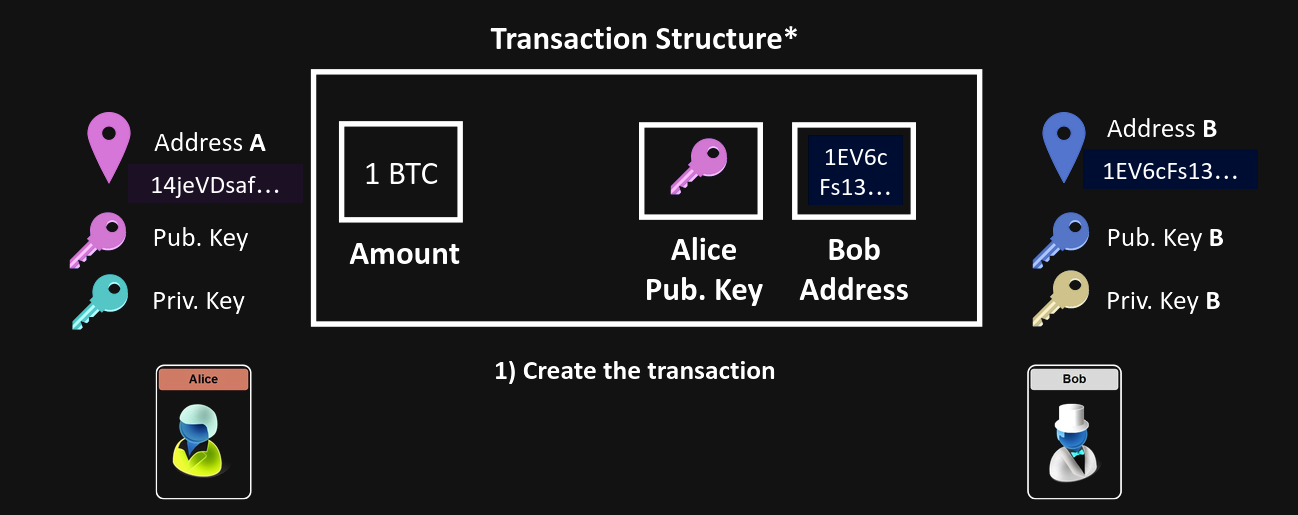 Transaction Structure*
Address A
14jeVDsaf...
Pub. Key
Priv. Key
Alice
1 BTC
Amount
Alice
Pub. Key
1EV6c
Fs13...
Bob
Address
1) Create the transaction
Address B
1EV6cFs13...
Pub. Key B
Priv. Key B
Bob